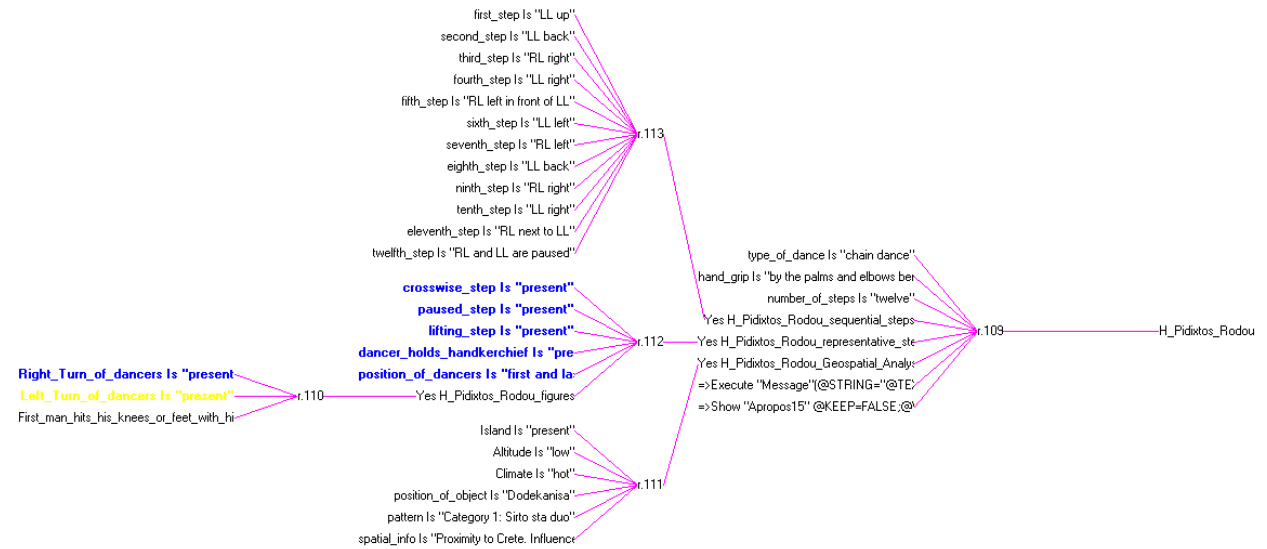 first_step Is "LL up"
second_step Is "LL back"
third_step Is "RL right"
fourth_step Is "LL right"
fifth_step Is "RL left in front of LL"
sixth_step Is "LL left"
seventh_step Is "RL left"
eighth_step Is "LL back"
ninth_step Is "RL right"
tenth_step Is "LL right"
eleventh_step Is "RL next to LL"
twelfth_step Is "RL and LL are paused"
r.113
crosswise_step Is "present"
paused_step Is "present"
lifting_step Is "present"
dancer_holds_handkerchief Is "pre
position_of_dancers Is "first and la
Yes H_Pidixtos_Rodou_figures
r.112
Right_Turn_of_dancers Is "present
Left_Turn_of_dancers Is "present"
First_man_hits_his_knees_or_feet_with_hi
r.110
Island Is "present"
Altitude Is "low"
Climate Is "hot"
position_of_object Is "Dodekanisa"
pattern Is "Category 1: Sirto sta duo"
spatial_info Is "Proximity to Crete. Influence
r.111
type_of_dance Is "chain dance"
hand_grip Is "by the palms and elbows ber
number_of_steps Is "twelve"
Yes H_Pidixtos_Rodou_sequential_steps
Yes H_Pidixtos_Rodou_representative_ste
Yes H_Pidixtos_Rodou_Geospatial_Analys
=>Execute "Message"(@STRING="@TEX
=>Show "Apropos15" @KEEP=FALSE;@
r.109
H_Pidixtos_Rodou